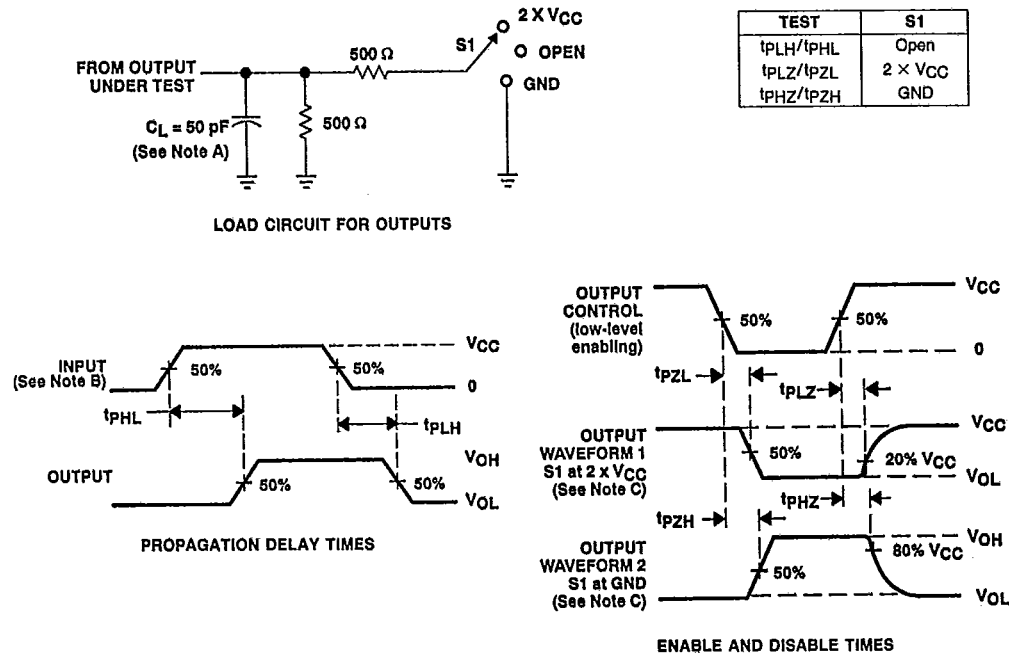 2 X VCC
S1
OPEN
GND
500 Ω
FROM OUTPUT
UNDER TEST
CL = 50 pF
(See Note A)
500 Ω
LOAD CIRCUIT FOR OUTPUTS
TEST S1
tPLH/tPHL Open
tPLZ/tPZL 2 × VCC
tPHZ/tPZH GND
INPUT
(See Note B)
50%
50%
VCC
0
tPHL
tPLH
OUTPUT
50%
50%
VOH
VOL
PROPAGATION DELAY TIMES
OUTPUT
CONTROL
(low-level
enabling)
50%
50%
VCC
0
tPZL
tPLZ
OUTPUT
WAVEFORM 1
S1 at 2 x VCC
(See Note C)
50%
VCC
20% VCC
VOL
tPZH
tPHZ
OUTPUT
WAVEFORM 2
S1 at GND
(See Note C)
50%
VOH
80% VCC
VOL
ENABLE AND DISABLE TIMES